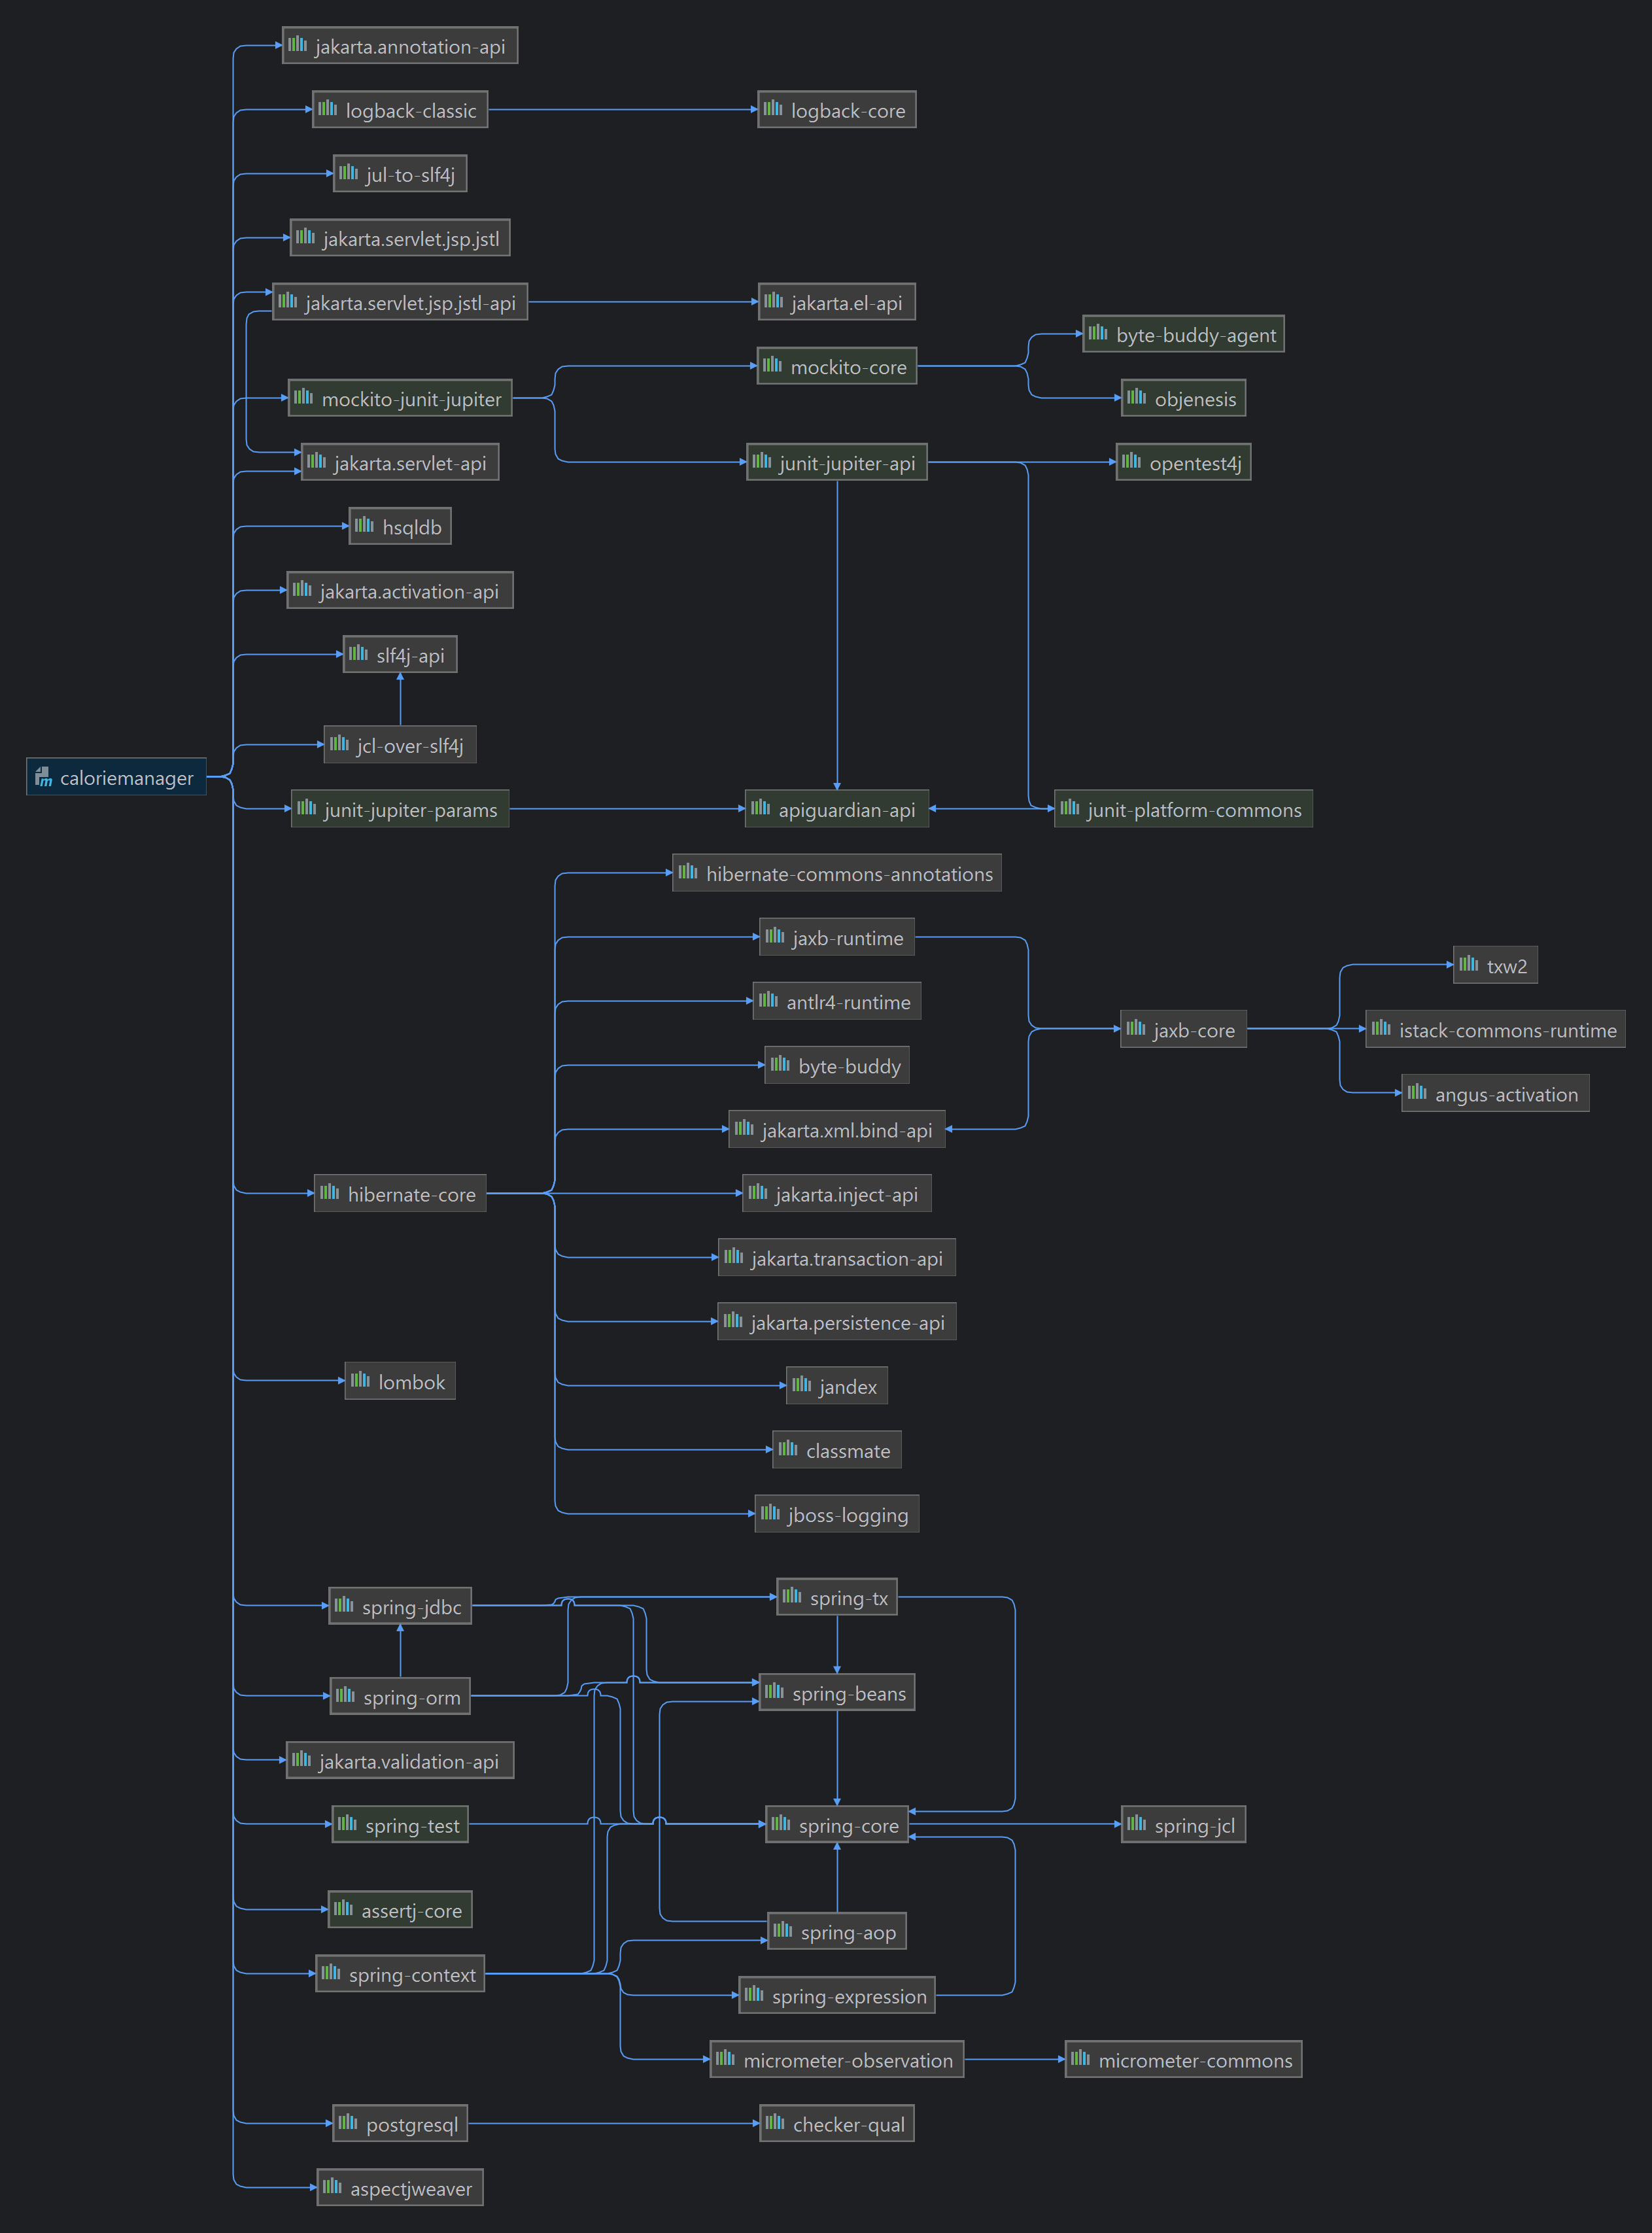 jakarta.annotation-api
logback-classic
logback-core
jul-to-slf4j
jakarta.servlet.jsp.jstl
jakarta.servlet.jsp.jstl-api
jakarta.el-api
byte-buddy-agent
mockito-core
mockito-junit-jupiter
objenesis
jakarta.servlet-api
junit-jupiter-api
opentest4j
hsqldb
jakarta.activation-api
slf4j-api
jcl-over-slf4j
caloriemanager
junit-jupiter-params
apiguardian-api
junit-platform-commons
hibernate-commons-annotations
jaxb-runtime
txw2
antlr4-runtime
jaxb-core
istack-commons-runtime
byte-buddy
angus-activation
jakarta.xml.bind-api
hibernate-core
jakarta.inject-api
jakarta.transaction-api
jakarta.persistence-api
lombok
jandex
classmate
jboss-logging
spring-jdbc
spring-tx
spring-orm
spring-beans
jakarta.validation-api
spring-test
spring-core
spring-jcl
assertj-core
spring-aop
spring-context
spring-expression
micrometer-observation
micrometer-commons
postgresql
checker-qual
aspectjweaver